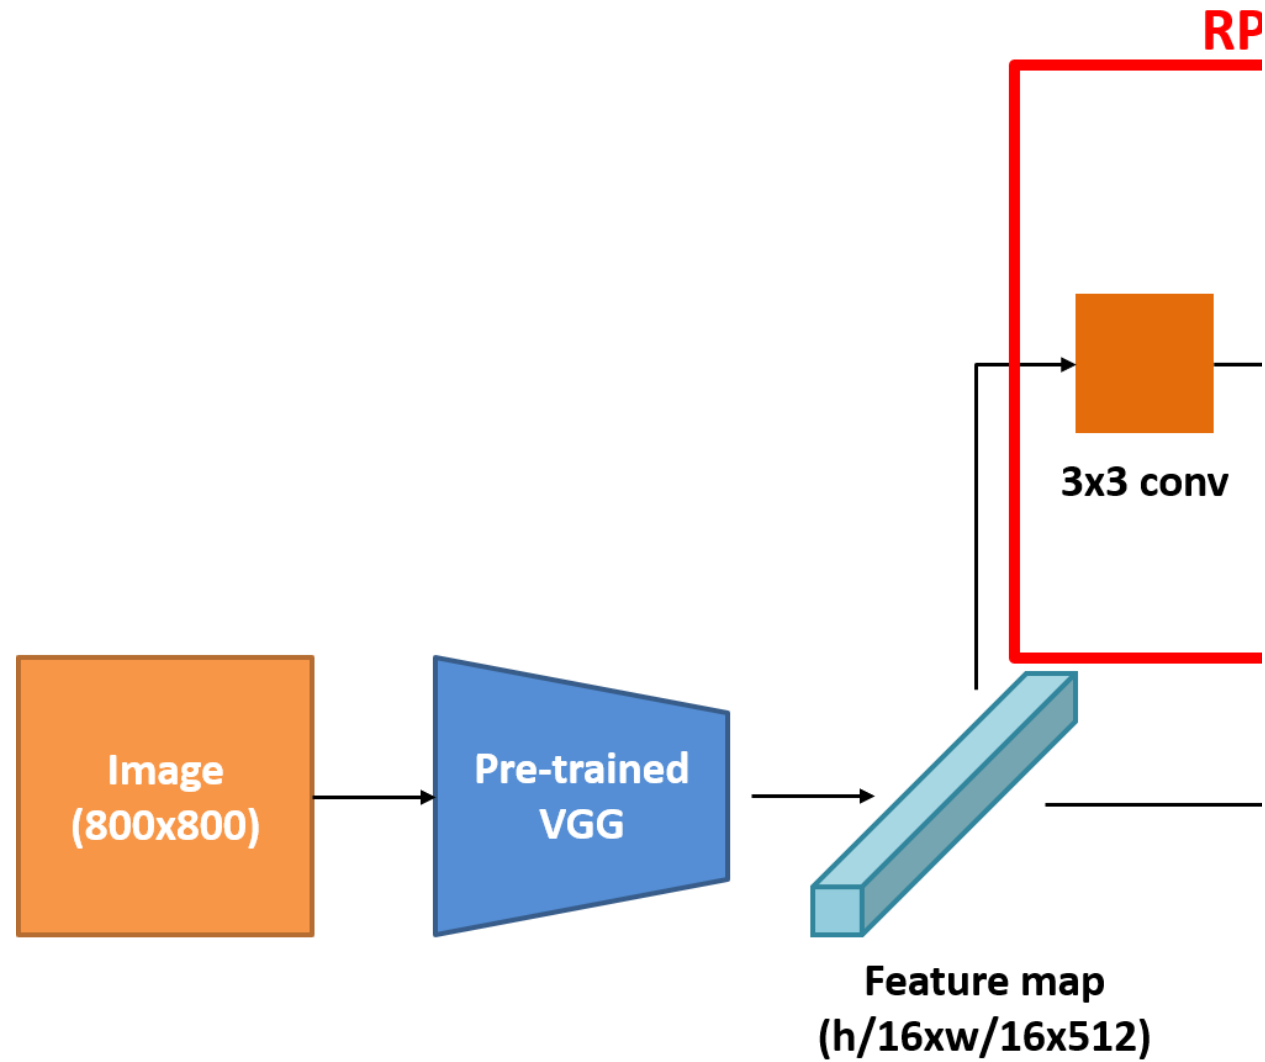 RP
3x3 conv
Image
(800x800)
Pre-trained
VGG
Feature map
(h/16xw/16x512)